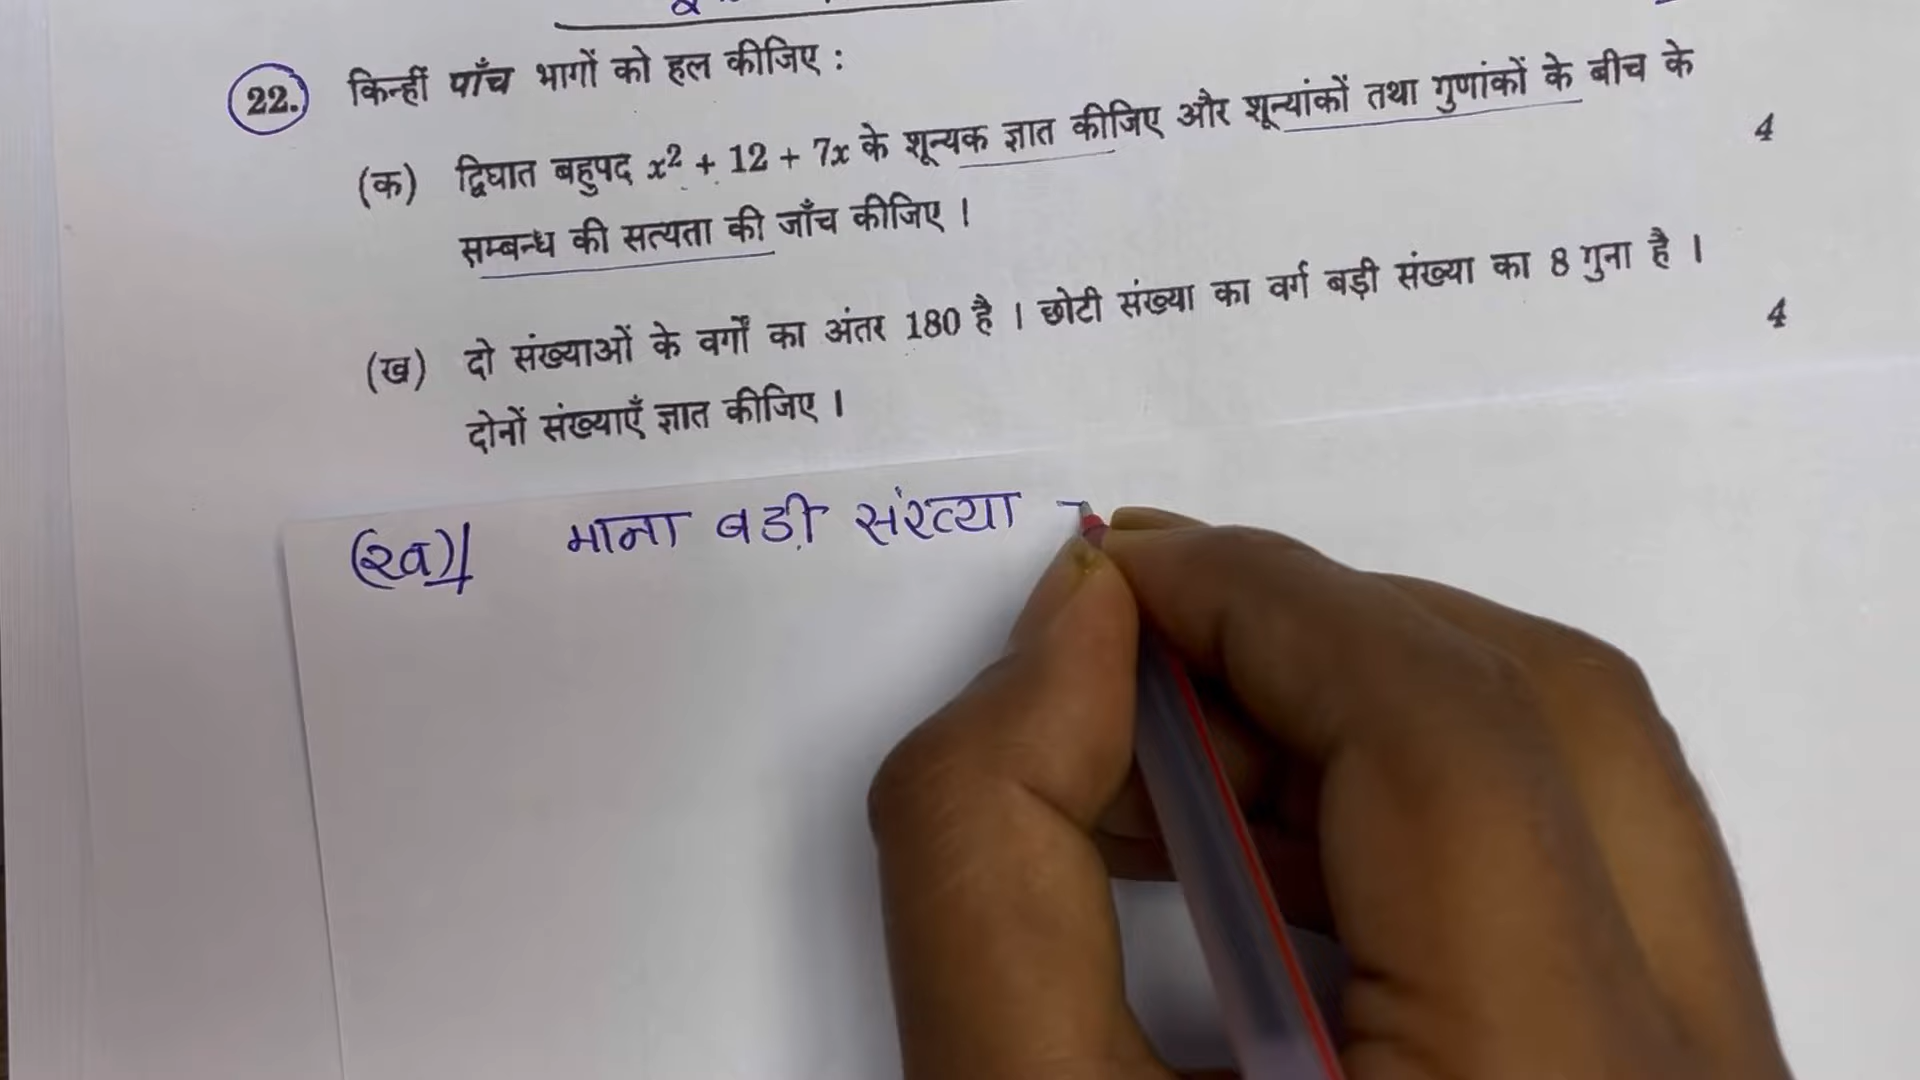 22. किन्हीं पाँच भागों को हल कीजिए :
(क) द्विघात बहुपद x² + 12 + 7x के शून्यक ज्ञात कीजिए और शून्यांकों तथा गुणांकों के बीच के
4
सम्बन्ध की सत्यता की जाँच कीजिए ।
(ख) दो संख्याओं के वर्गों का अंतर 180 है । छोटी संख्या का वर्ग बड़ी संख्या का 8 गुना है ।
4
दोनों संख्याएँ ज्ञात कीजिए ।
(ख) माना बड़ी संख्या